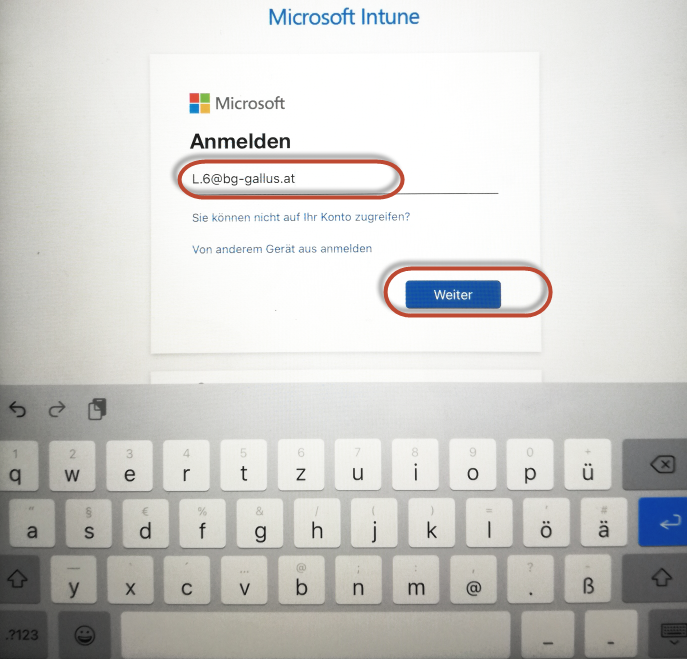 Microsoft Intune
Microsoft
Anmelden
L.6@bg-gallus.at
Sie können nicht auf Ihr Konto zugreifen?
Von anderem Gerät aus anmelden
Weiter
1 2 3 4 5 6 7 8 9 0 +
q w e r t z u i o p ü
" § € % & / ( ) = ' #
a s d f g h j k l ö ä
— ` ' ... @ ; : , ? -
y x c v b n m @ . ß
.?123 _ -